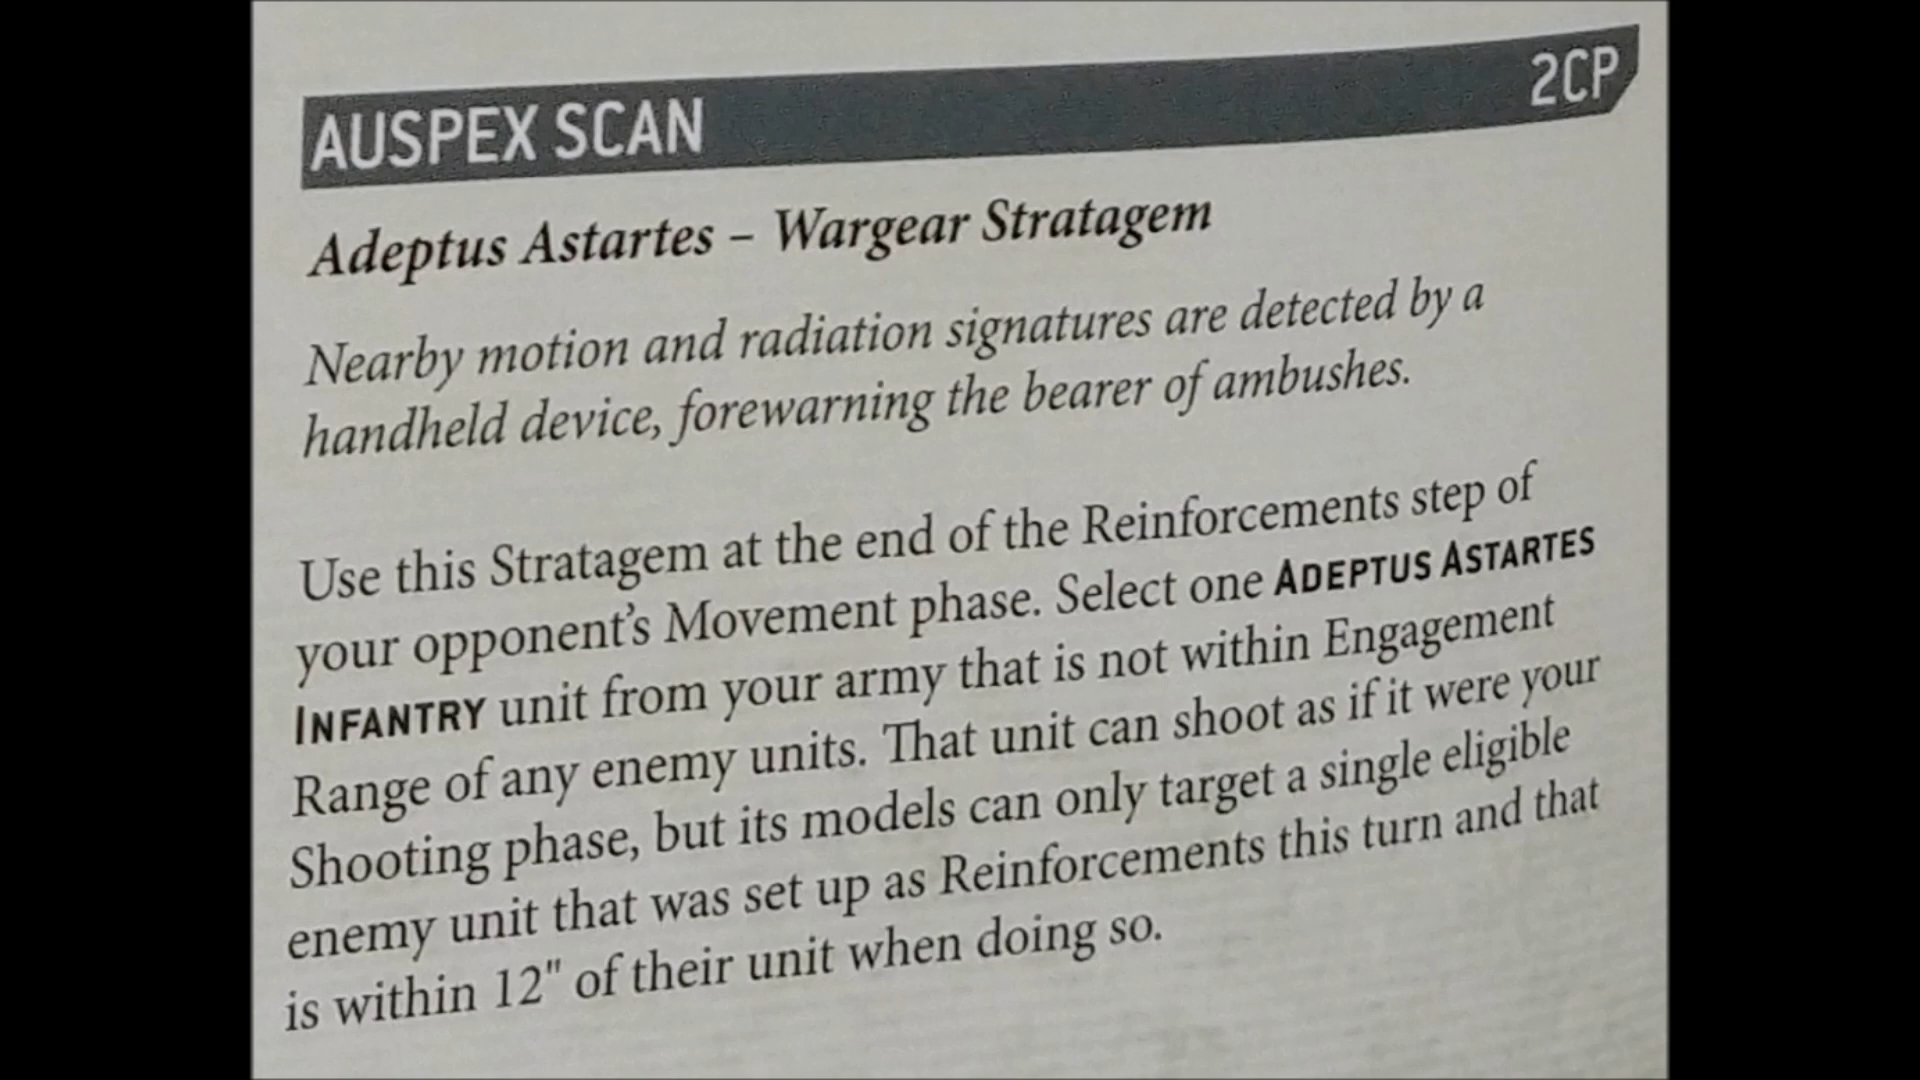 AUSPEX SCAN 2CP
Adeptus Astartes – Wargear Stratagem
Nearby motion and radiation signatures are detected by a
handheld device, forewarning the bearer of ambushes.
Use this Stratagem at the end of the Reinforcements step of
your opponent's Movement phase. Select one ADEPTUS ASTARTES
INFANTRY unit from your army that is not within Engagement
Range of any enemy units. That unit can shoot as if it were your
Shooting phase, but its models can only target a single eligible
enemy unit that was set up as Reinforcements this turn and that
is within 12" of their unit when doing so.